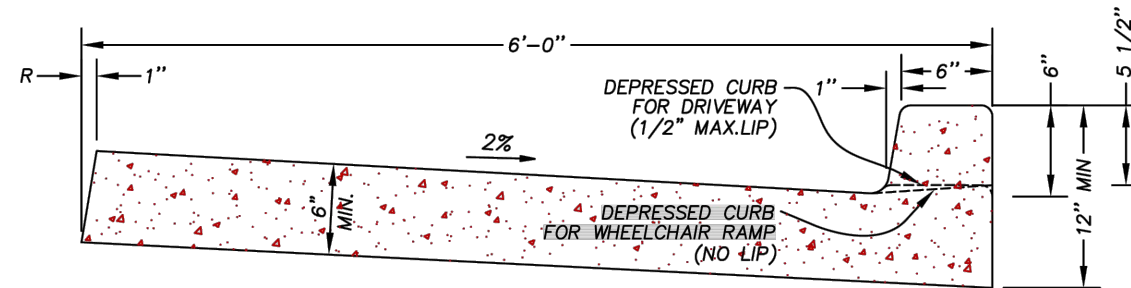 6'-0"
R
1"
6"
1"
6"
5 1/2"
DEPRESSED CURB
FOR DRIVEWAY
(1/2" MAX.LIP)
2%
6"
MIN.
12" MIN
DEPRESSED CURB
FOR WHEELCHAIR RAMP
(NO LIP)